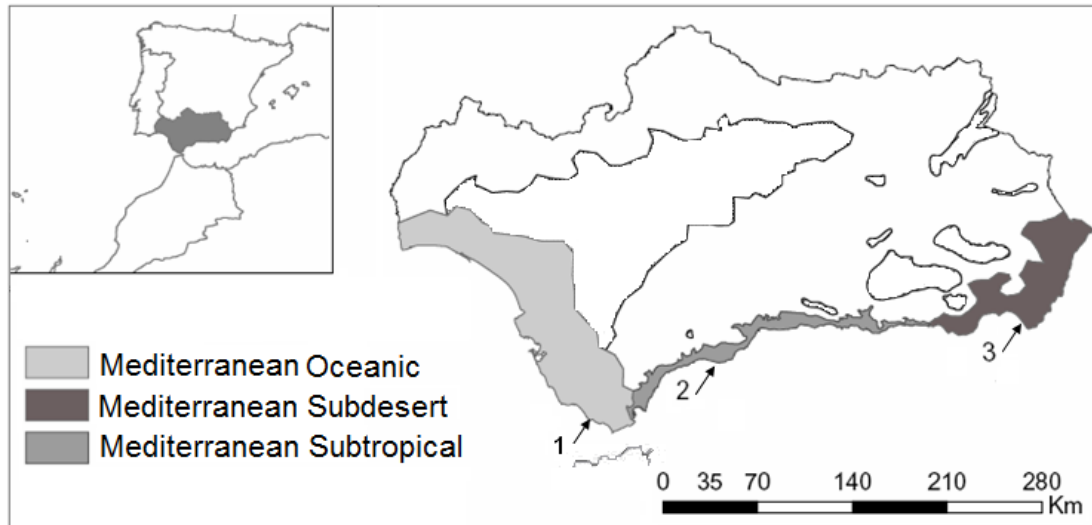 Mediterranean Oceanic
Mediterranean Subdesert
Mediterranean Subtropical
1
2
3
0 35 70 140 210 280
Km